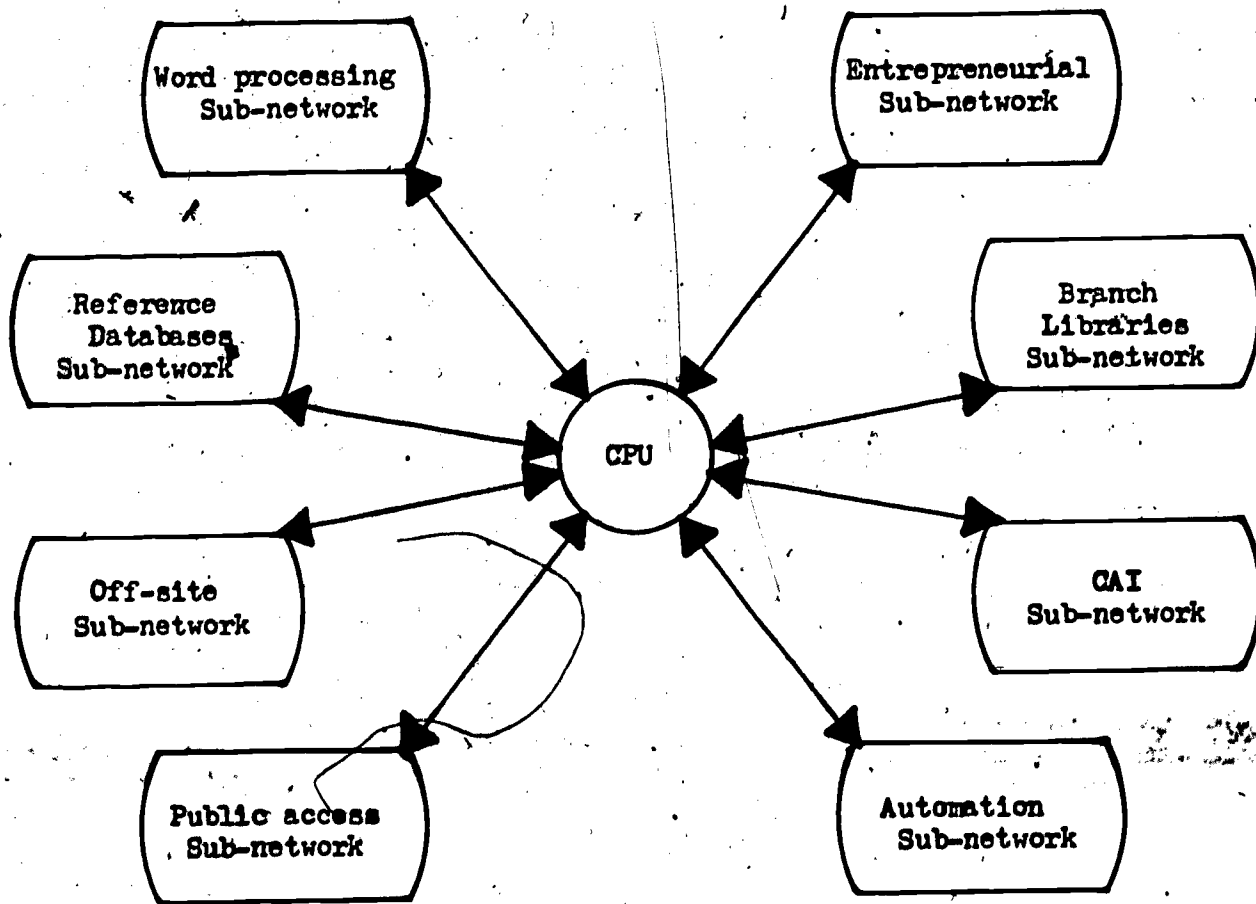 Word processing
Sub-network
Entrepreneurial
Sub-network
Reference
Databases
Sub-network
Branch
Libraries
Sub-network
CPU
Off-site
Sub-network
CAI
Sub-network
Public access
Sub-network
Automation
Sub-network